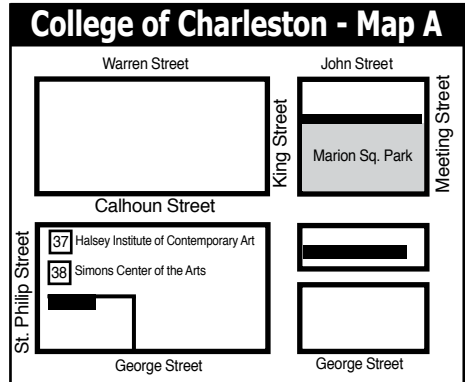 College of Charleston - Map A
Warren Street
John Street
King Street
Meeting Street
Marion Sq. Park
Calhoun Street
St. Philip Street
37 Halsey Institute of Contemporary Art
38 Simons Center of the Arts
George Street
George Street